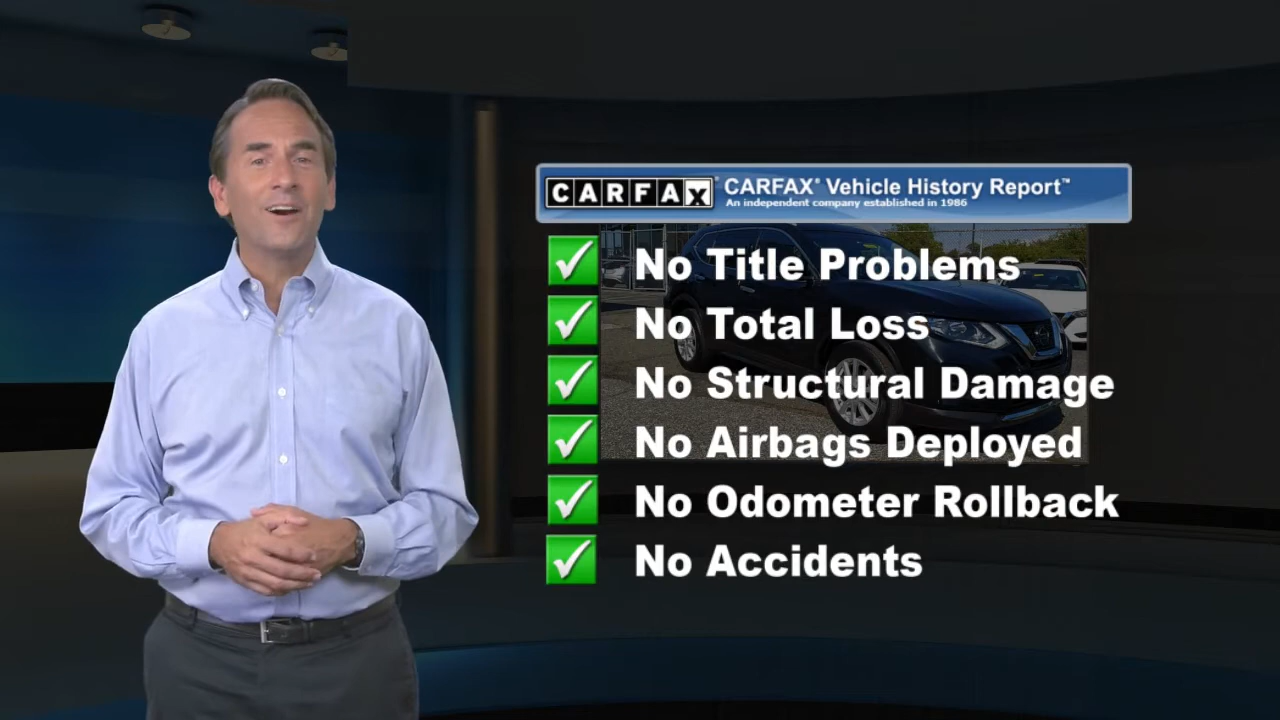 CARFAX
CARFAX® Vehicle History Report™
An independent company established in 1986
No Title Problems
No Total Loss
No Structural Damage
No Airbags Deployed
No Odometer Rollback
No Accidents